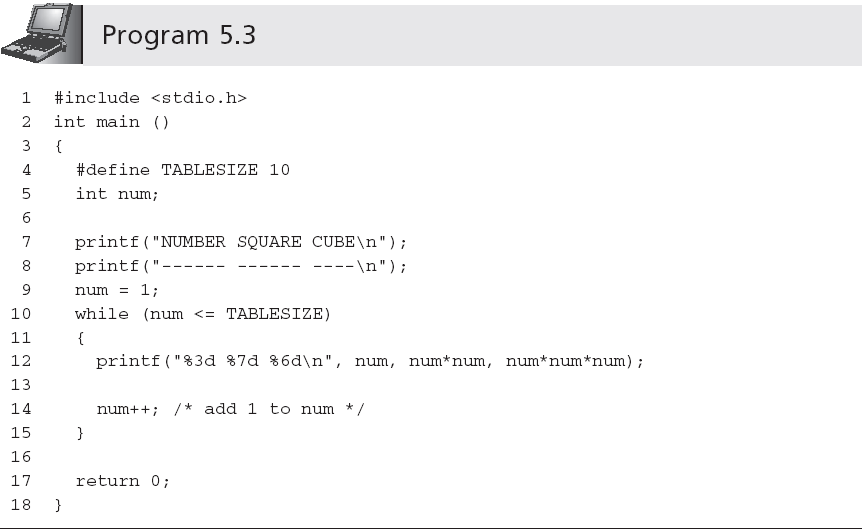 Program 5.3
1 #include <stdio.h>
2 int main ()
3 {
4 #define TABLESIZE 10
5 int num;
6
7 printf("NUMBER SQUARE CUBE\n");
8 printf("------ ------ ----\n");
9 num = 1;
10 while (num <= TABLESIZE)
11 {
12 printf("%3d %7d %6d\n", num, num*num, num*num*num);
13
14 num++; /* add 1 to num */
15 }
16
17 return 0;
18 }